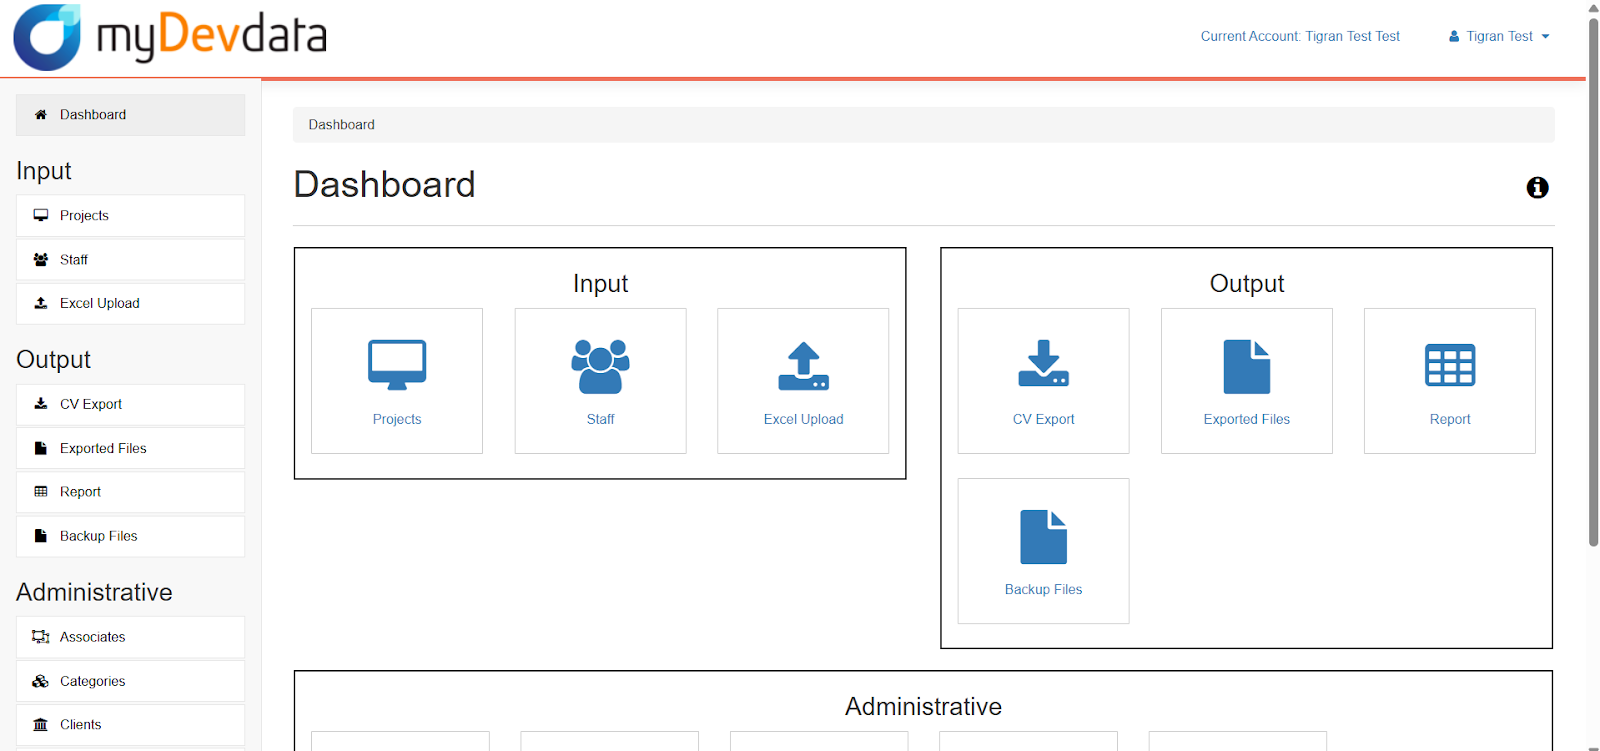 myDevdata
Current Account: Tigran Test Test
Tigran Test
Dashboard
Input
Projects
Staff
Excel Upload
Output
CV Export
Exported Files
Report
Backup Files
Administrative
Associates
Categories
Clients
Dashboard
Dashboard
Input
Projects
Staff
Excel Upload
Output
CV Export
Exported Files
Report
Backup Files
Administrative